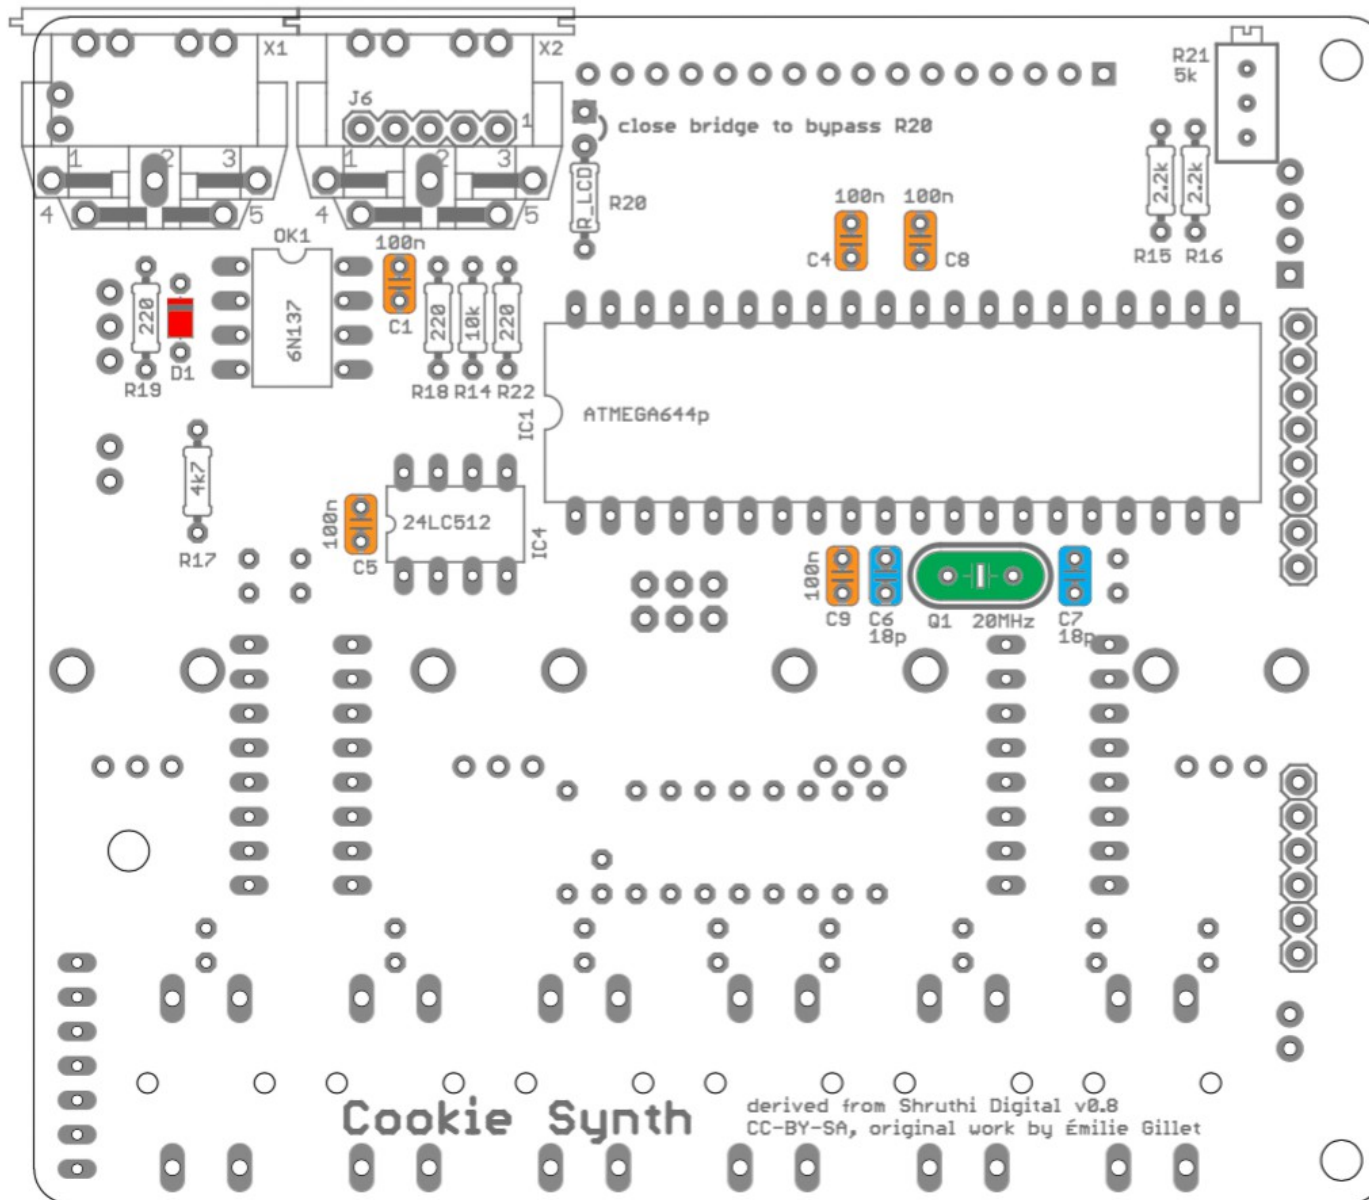 X1
X2
R21
5k
J6
1
close bridge to bypass R20
1 2 3
1 2 3
4 5
4 5
R_LCD
R20
2.2k
2.2k
R15 R16
100n
100n
C4
C8
OK1
100n
C1
220
D1
R19
6N137
220
10k
220
R18 R14 R22
IC1
ATMEGA644p
4k7
R17
100n
C5
24LC512
IC4
100n
C9
C6
18p
Q1 20MHz
C7
18p
Cookie Synth
derived from Shruthi Digital v0.8
CC-BY-SA, original work by Émilie Gillet